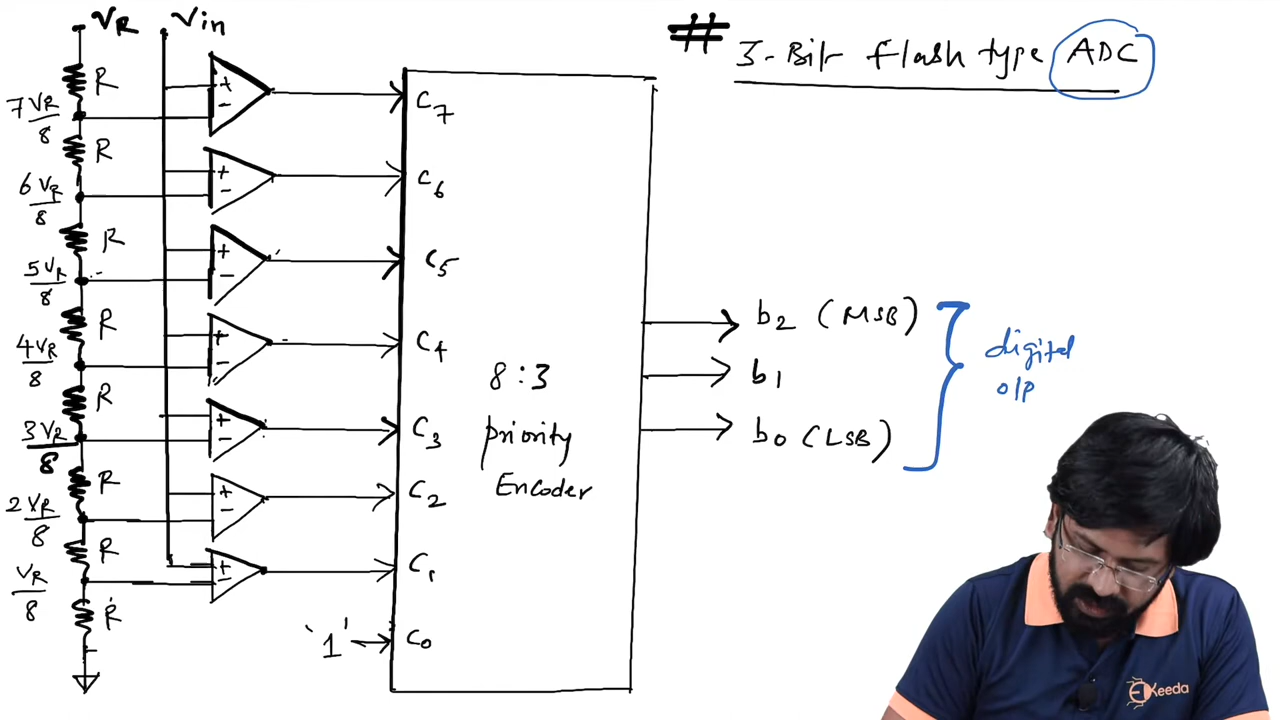 # 3-Bit flash type ADC
VR Vin
R
7VR/8
R
6VR/8
R
5VR/8
R
4VR/8
R
3VR/8
R
2VR/8
R
VR/8
R
+
-
+
-
+
-
+
-
+
-
+
-
+
-
C7
C6
C5
C4
C3
C2
C1
'1' C0
8:3
priority
Encoder
b2 (MSB)
b1
b0 (LSB)
digital
o/p
Ekeeda